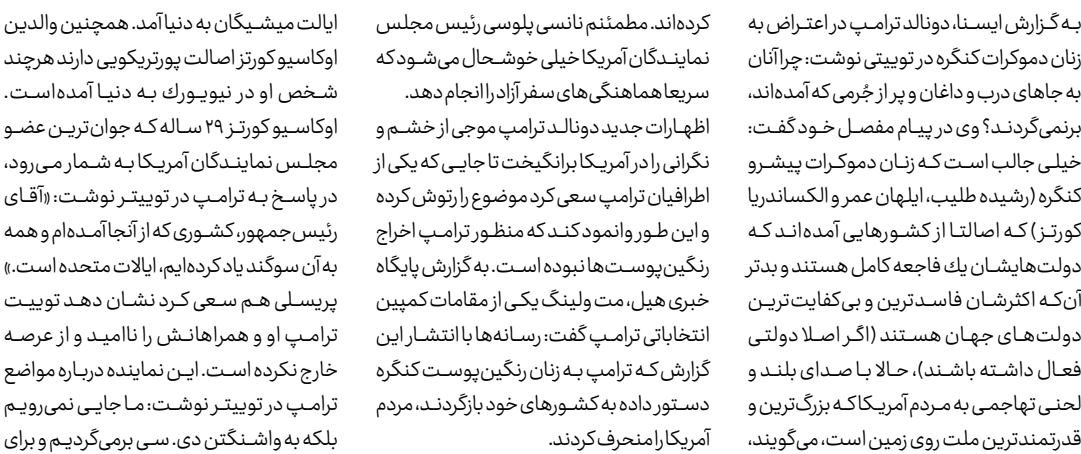 به گزارش ایسنا، دونالد ترامپ در اعتراض به
زنان دموکرات کنگره در توییتی نوشت: چرا آنان
به جاهای درب و داغان و پر از جُرمی که آمده‌اند،
برنمی‌گردند؟ وی در پیام مفصل خود گفت:
خیلی جالب است که زنان دموکرات پیشرو
کنگره (رشیده طلیب، ایلهان عمر و الکساندریا
کورتز) که اصالتا از کشورهایی آمده‌اند که
دولت‌هایشان یك فاجعه کامل هستند و بدتر
آن‌که اکثرشان فاسدترین و بی‌کفایت‌ترین
دولت‌های جهان هستند (اگر اصلا دولتی
فعال داشته باشند)، حالا با صدای بلند و
لحنی تهاجمی به مردم آمریکا که بزرگ‌ترین و
قدرتمندترین ملت روی زمین است، می‌گویند،
کرده‌اند. مطمئنم نانسی پلوسی رئیس مجلس
نمایندگان آمریکا خیلی خوشحال می‌شود که
سریعا هماهنگی‌های سفر آزاد را انجام دهد.
اظهارات جدید دونالد ترامپ موجی از خشم و
نگرانی را در آمریکا برانگیخت تا جایی که یکی از
اطرافیان ترامپ سعی کرد موضوع را رتوش کرده
و این طور وانمود کند که منظور ترامپ اخراج
رنگین‌پوست‌ها نبوده است. به گزارش پایگاه
خبری هیل، مت ولینگ یکی از مقامات کمپین
انتخاباتی ترامپ گفت: رسانه‌ها با انتشار این
گزارش که ترامپ به زنان رنگین‌پوست کنگره
دستور داده به کشورهای خود بازگردند، مردم
آمریکا را منحرف کردند.
ایالت میشیگان به دنیا آمد. همچنین والدین
اوکاسیو کورتز اصالت پورتریکویی دارند هرچند
شخص او در نیویورك به دنیا آمده است.
اوکاسیو کورتز ۲۹ ساله که جوان‌ترین عضو
مجلس نمایندگان آمریکا به شمار می‌رود،
در پاسخ به ترامپ در توییتر نوشت: «آقای
رئیس‌جمهور، کشوری که از آنجا آمده‌ام و همه
به آن سوگند یاد کرده‌ایم، ایالات متحده است.»
پریسلی هم سعی کرد نشان دهد توییت
ترامپ او و همراهانش را ناامید و از عرصه
خارج نکرده است. این نماینده درباره مواضع
ترامپ در توییتر نوشت: ما جایی نمی‌رویم
بلکه به واشنگتن دی. سی برمی‌گردیم و برای